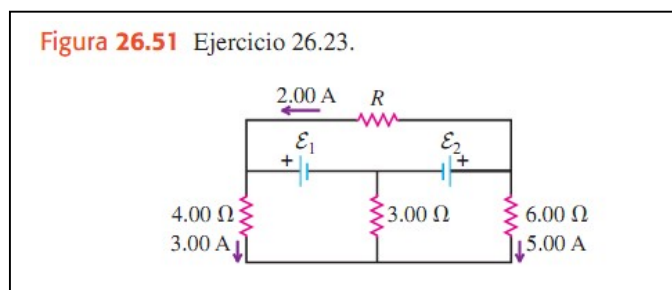 Figura 26.51 Ejercicio 26.23.
2.00 A R
ℰ1 ℰ2
+ +
4.00 Ω 3.00 Ω 6.00 Ω
3.00 A 5.00 A